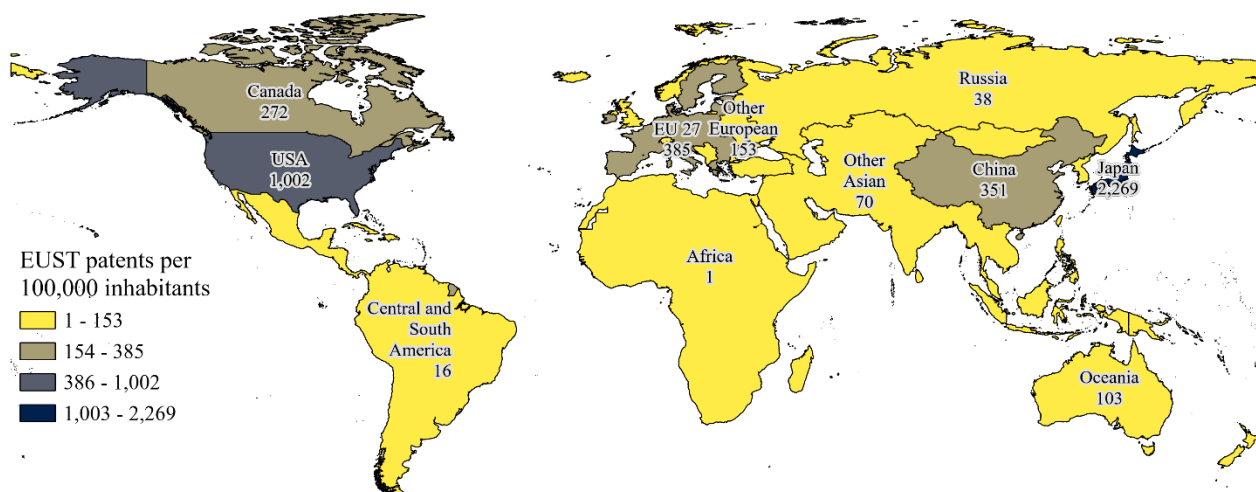 Canada
272
USA
1,002
EU 27
385
Other
European
153
Russia
38
Other
Asian
70
China
351
Japan
2,269
Africa
1
Central and
South
America
16
Oceania
103
EUST patents per
100,000 inhabitants
1 - 153
154 - 385
386 - 1,002
1,003 - 2,269